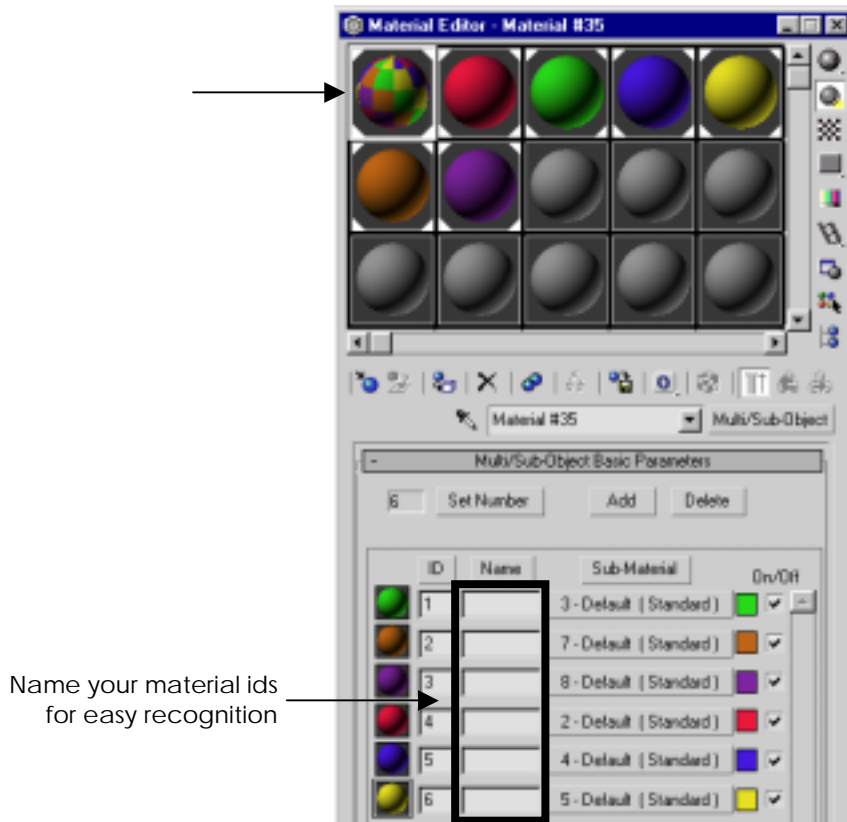 Material Editor - Material #35
Material #35
Multi/Sub-Object
- Multi/Sub-Object Basic Parameters
6 Set Number Add Delete
ID Name Sub-Material On/Off
1 3 - Default ( Standard )
2 7 - Default ( Standard )
3 8 - Default ( Standard )
4 2 - Default ( Standard )
5 4 - Default ( Standard )
6 5 - Default ( Standard )
Name your material ids
for easy recognition